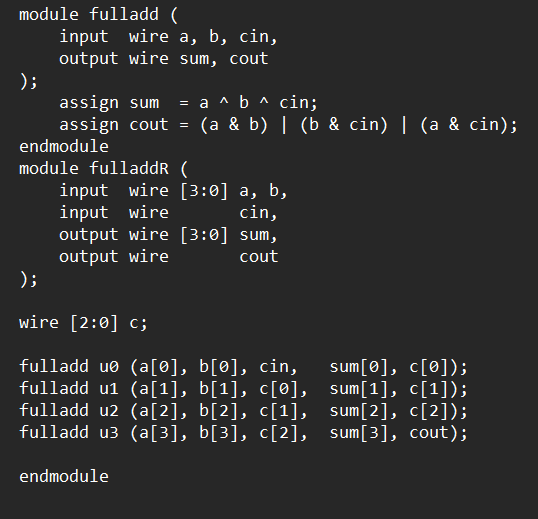 module fulladd (
    input  wire a, b, cin,
    output wire sum, cout
);
    assign sum  = a ^ b ^ cin;
    assign cout = (a & b) | (b & cin) | (a & cin);
endmodule
module fulladdR (
    input  wire [3:0] a, b,
    input  wire       cin,
    output wire [3:0] sum,
    output wire       cout
);
wire [2:0] c;
fulladd u0 (a[0], b[0], cin,   sum[0], c[0]);
fulladd u1 (a[1], b[1], c[0],  sum[1], c[1]);
fulladd u2 (a[2], b[2], c[1],  sum[2], c[2]);
fulladd u3 (a[3], b[3], c[2],  sum[3], cout);
endmodule